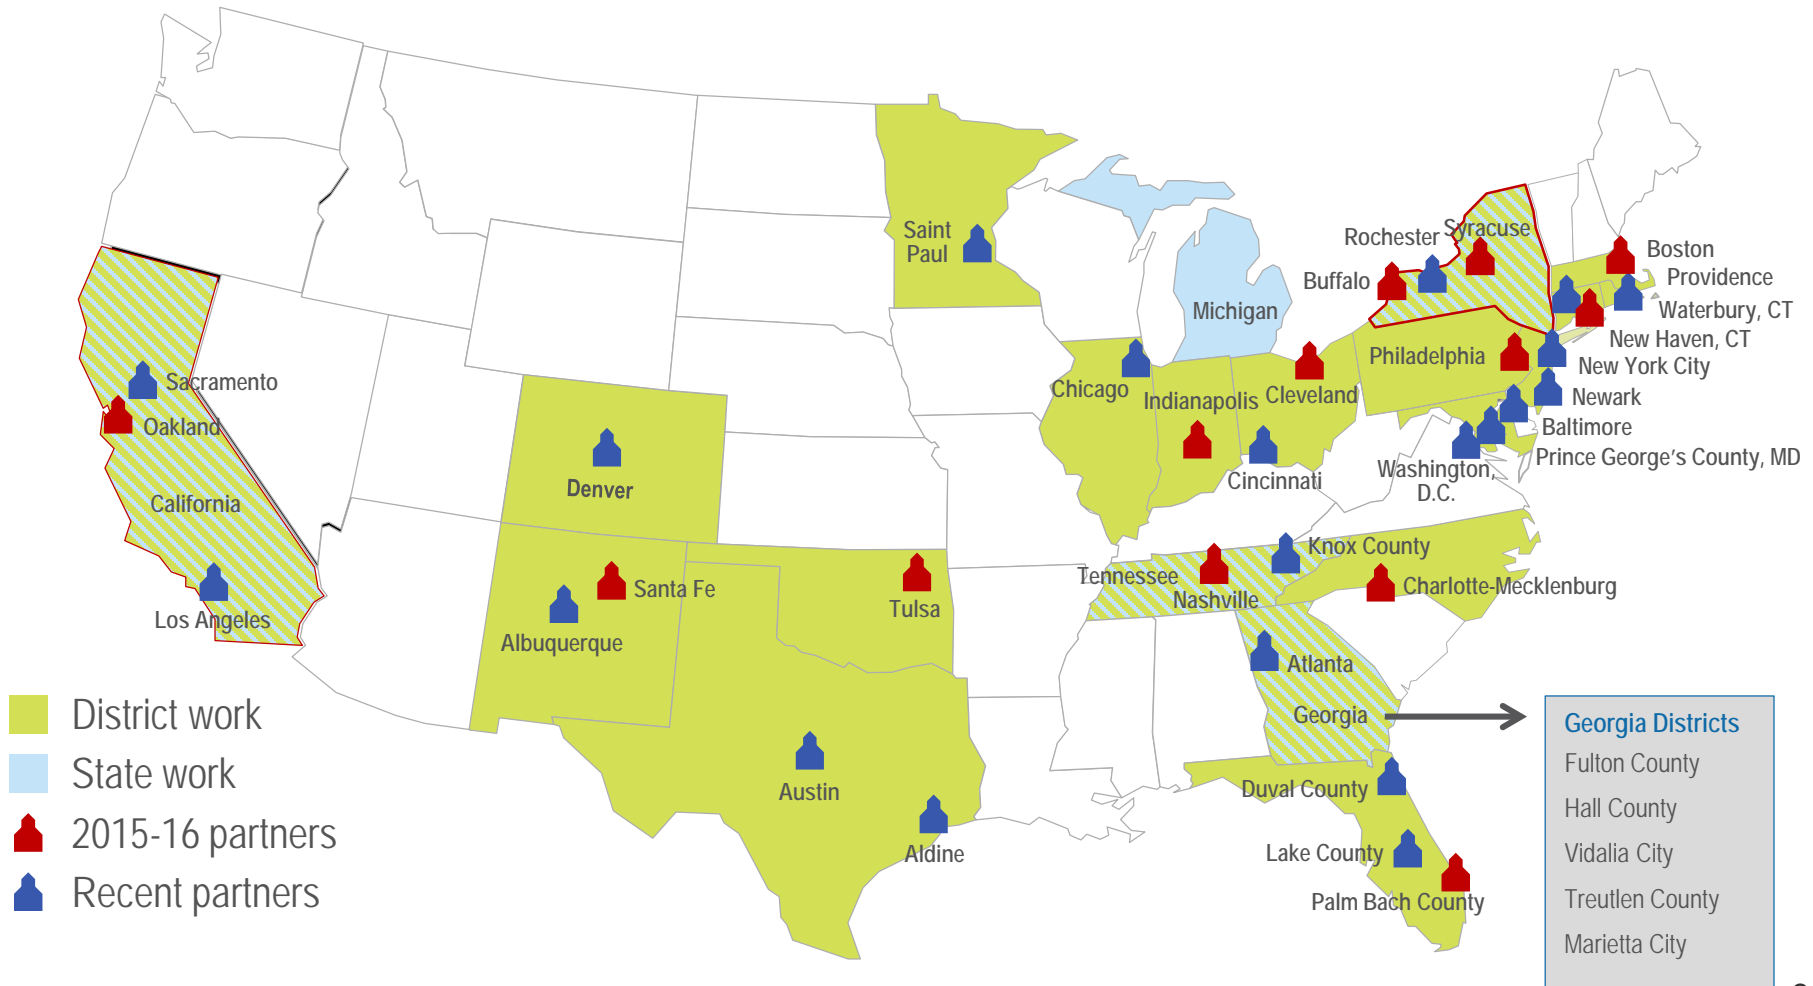 Saint
Paul
Rochester
Syracuse
Boston
Buffalo
Providence
Michigan
Waterbury, CT
New Haven, CT
Philadelphia
New York City
Sacramento
Chicago
Indianapolis
Cleveland
Newark
Oakland
Baltimore
Prince George's County, MD
Washington,
D.C.
Denver
Cincinnati
California
Knox County
Tennessee
Nashville
Charlotte-Mecklenburg
Santa Fe
Tulsa
Los Angeles
Albuquerque
Atlanta
Georgia
District work
State work
2015-16 partners
Recent partners
Austin
Aldine
Duval County
Lake County
Palm Bach County
Georgia Districts
Fulton County
Hall County
Vidalia City
Treutlen County
Marietta City